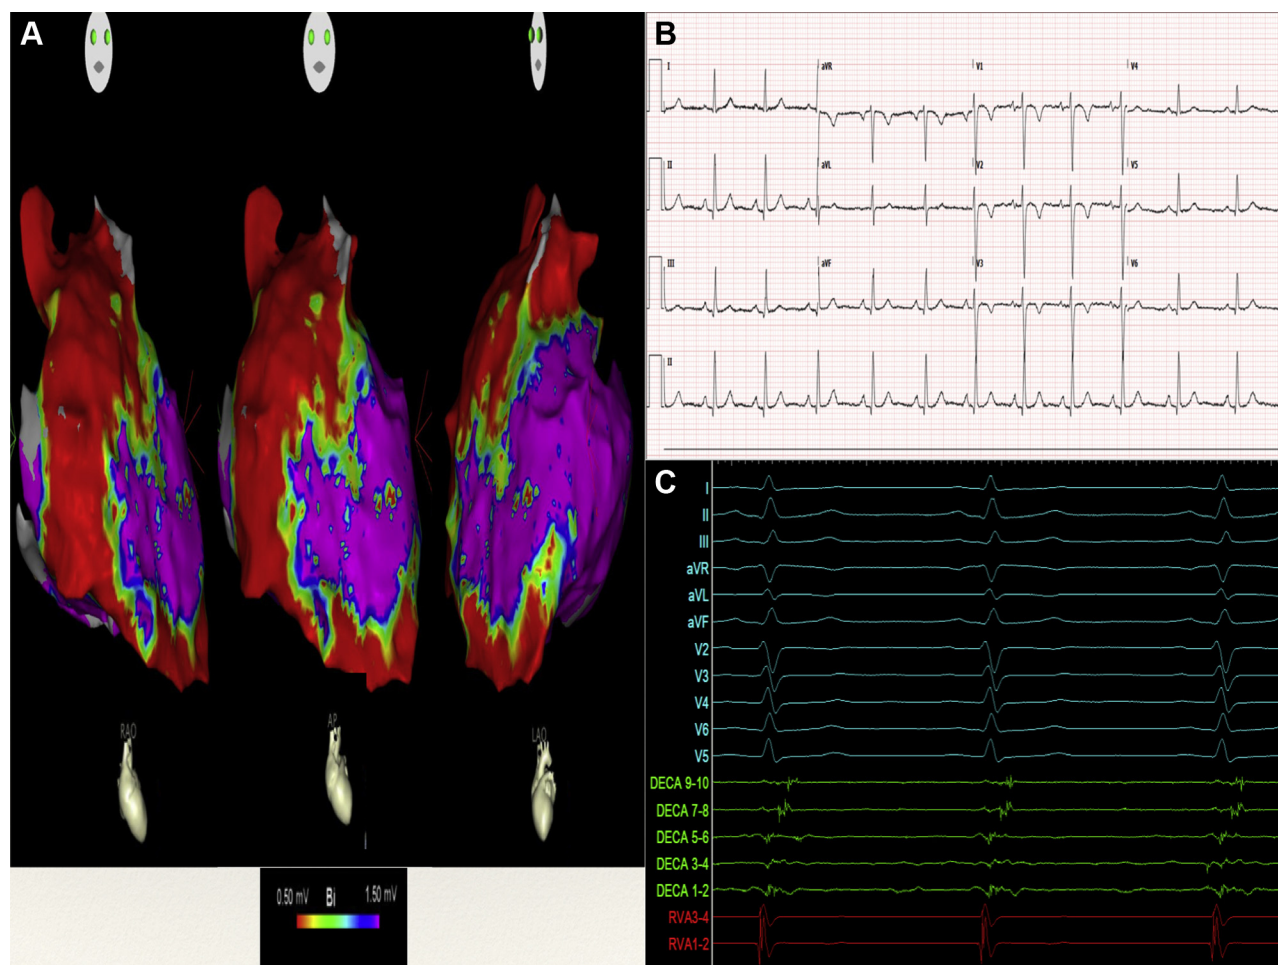 A
RAO
AP
LAO
0.50 mV Bi 1.50 mV
B
I aVR V1 V4
II aVL V2 V5
III aVF V3 V6
II
C
I
II
III
aVR
aVL
aVF
V2
V3
V4
V6
V5
DECA 9-10
DECA 7-8
DECA 5-6
DECA 3-4
DECA 1-2
RVA3-4
RVA1-2